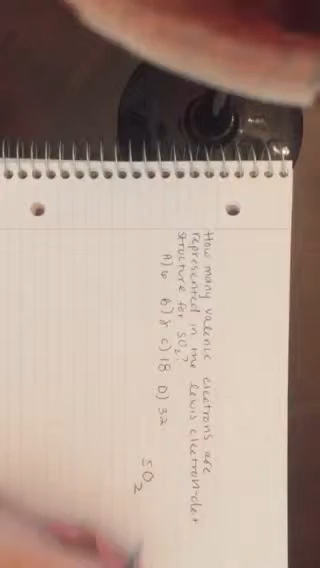 How many valence electrons are
represented in the lewis electron-dot
structure for SO2?
A) 6 B) 8 C) 18 D) 32
SO2